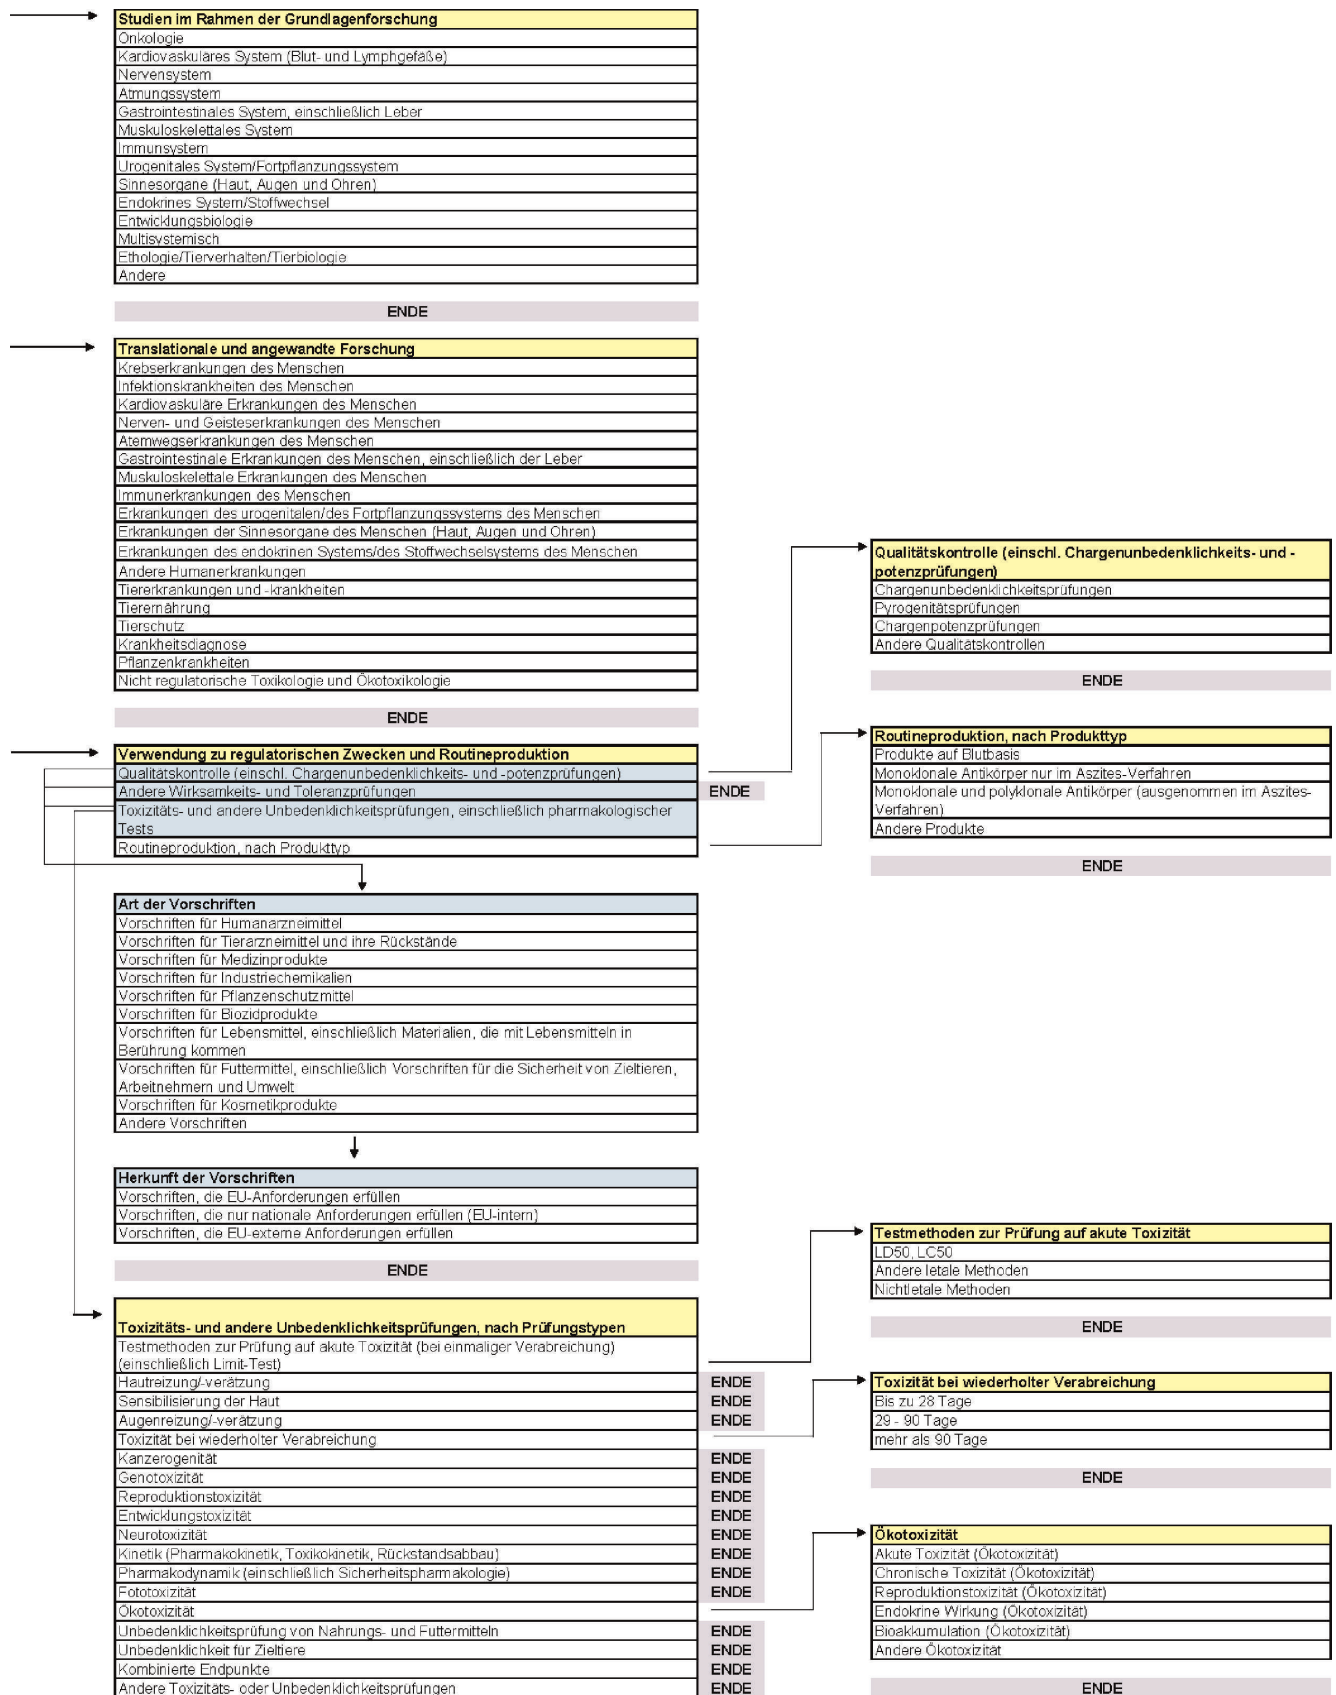 Studien im Rahmen der Grundlagenforschung
Onkologie
Kardiovaskuläres System (Blut- und Lymphgefäße)
Nervensystem
Atmungssystem
Gastrointestinales System, einschließlich Leber
Muskuloskelettales System
Immunsystem
Urogenitales System/Fortpflanzungssystem
Sinnesorgane (Haut, Augen und Ohren)
Endokrines System/Stoffwechsel
Entwicklungsbiologie
Multisystemisch
Ethologie/Tierverhalten/Tierbiologie
Andere
ENDE
Translationale und angewandte Forschung
Krebserkrankungen des Menschen
Infektionskrankheiten des Menschen
Kardiovaskuläre Erkrankungen des Menschen
Nerven- und Geisteserkrankungen des Menschen
Atemwegserkrankungen des Menschen
Gastrointestinale Erkrankungen des Menschen, einschließlich der Leber
Muskuloskelettale Erkrankungen des Menschen
Immunerkrankungen des Menschen
Erkrankungen des urogenitalen/des Fortpflanzungssystems des Menschen
Erkrankungen der Sinnesorgane des Menschen (Haut, Augen und Ohren)
Erkrankungen des endokrinen Systems/des Stoffwechselsystems des Menschen
Andere Humanerkrankungen
Tiererkrankungen und -krankheiten
Tierernährung
Tierschutz
Krankheitsdiagnose
Pflanzenkrankheiten
Nicht regulatorische Toxikologie und Ökotoxikologie
ENDE
Qualitätskontrolle (einschl. Chargenunbedenklichkeits- und -
potenzprüfungen)
Chargenunbedenklichkeitsprüfungen
Pyrogenitätsprüfungen
Chargenpotenzprüfungen
Andere Qualitätskontrollen
ENDE
Verwendung zu regulatorischen Zwecken und Routineproduktion
Qualitätskontrolle (einschl. Chargenunbedenklichkeits- und -potenzprüfungen)
Andere Wirksamkeits- und Toleranzprüfungen
ENDE
Toxizitäts- und andere Unbedenklichkeitsprüfungen, einschließlich pharmakologischer
Tests
Routineproduktion, nach Produkttyp
Routineproduktion, nach Produkttyp
Produkte auf Blutbasis
Monoklonale Antikörper nur im Aszites-Verfahren
Monoklonale und polyklonale Antikörper (ausgenommen im Aszites-
Verfahren)
Andere Produkte
ENDE
Art der Vorschriften
Vorschriften für Humanarzneimittel
Vorschriften für Tierarzneimittel und ihre Rückstände
Vorschriften für Medizinprodukte
Vorschriften für Industriechemikalien
Vorschriften für Pflanzenschutzmittel
Vorschriften für Biozidprodukte
Vorschriften für Lebensmittel, einschließlich Materialien, die mit Lebensmitteln in
Berührung kommen
Vorschriften für Futtermittel, einschließlich Vorschriften für die Sicherheit von Zieltieren,
Arbeitnehmern und Umwelt
Vorschriften für Kosmetikprodukte
Andere Vorschriften
Herkunft der Vorschriften
Vorschriften, die EU-Anforderungen erfüllen
Vorschriften, die nur nationale Anforderungen erfüllen (EU-intern)
Vorschriften, die EU-externe Anforderungen erfüllen
ENDE
Toxizitäts- und andere Unbedenklichkeitsprüfungen, nach Prüfungstypen
Testmethoden zur Prüfung auf akute Toxizität (bei einmaliger Verabreichung)
(einschließlich Limit-Test)
Hautreizung/-verätzung
ENDE
Sensibilisierung der Haut
ENDE
Augenreizung/-verätzung
ENDE
Toxizität bei wiederholter Verabreichung
Kanzerogenität
ENDE
Genotoxizität
ENDE
Reproduktionstoxizität
ENDE
Entwicklungstoxizität
ENDE
Neurotoxizität
ENDE
Kinetik (Pharmakokinetik, Toxikokinetik, Rückstandsabbau)
ENDE
Pharmakodynamik (einschließlich Sicherheitspharmakologie)
ENDE
Fototoxizität
ENDE
Ökotoxizität
Unbedenklichkeitsprüfung von Nahrungs- und Futtermitteln
ENDE
Unbedenklichkeit für Zieltiere
ENDE
Kombinierte Endpunkte
ENDE
Andere Toxizitäts- oder Unbedenklichkeitsprüfungen
ENDE
Testmethoden zur Prüfung auf akute Toxizität
LD50, LC50
Andere letale Methoden
Nichtletale Methoden
ENDE
Toxizität bei wiederholter Verabreichung
Bis zu 28 Tage
29 - 90 Tage
mehr als 90 Tage
ENDE
Ökotoxizität
Akute Toxizität (Ökotoxizität)
Chronische Toxizität (Ökotoxizität)
Reproduktionstoxizität (Ökotoxizität)
Endokrine Wirkung (Ökotoxizität)
Bioakkumulation (Ökotoxizität)
Andere Ökotoxizität
ENDE